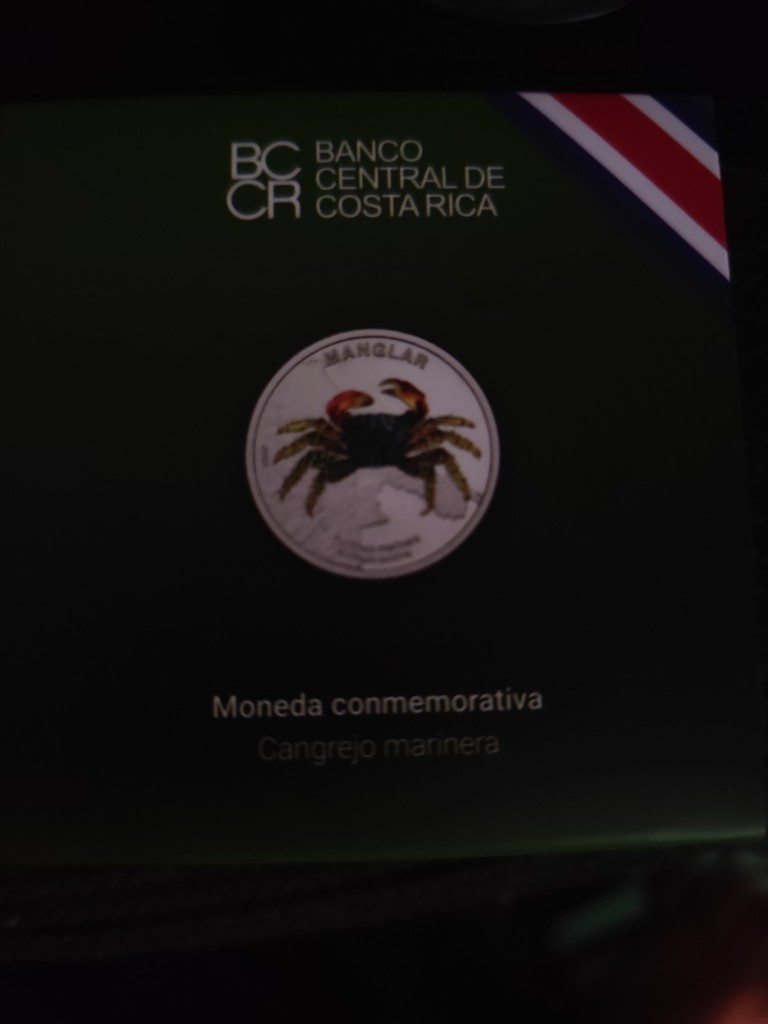 BC
CR
BANCO
CENTRAL DE
COSTA RICA
MANGLAR
Moneda conmemorativa
Cangrejo marinera